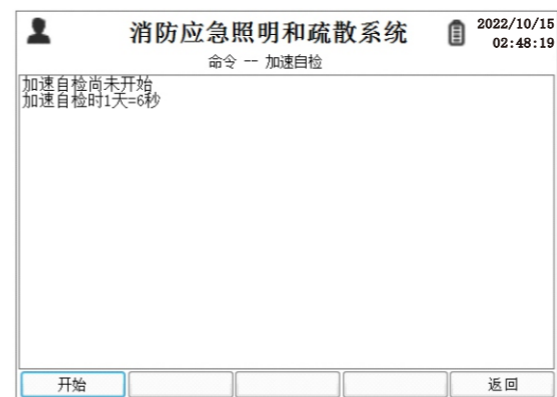 消防应急照明和疏散系统
2022/10/15
02:48:19
命令 -- 加速自检
加速自检尚未开始
加速自检时1天=6秒
开始
返回